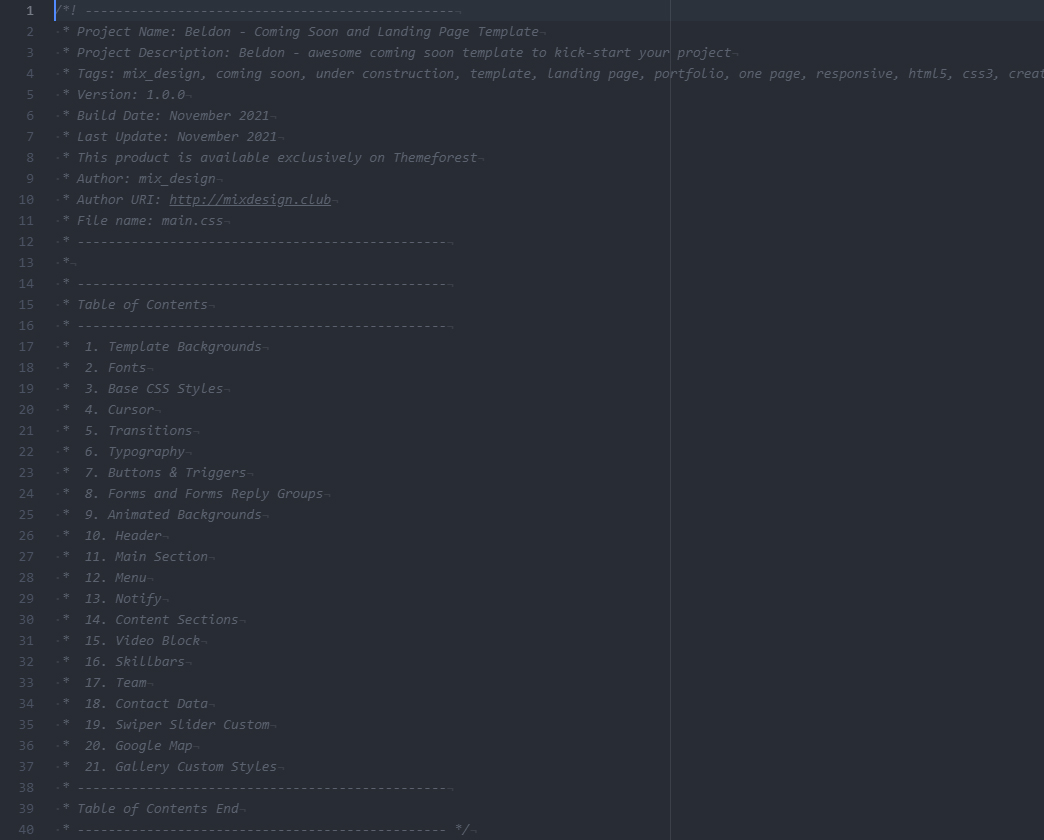 1 /*! ------------------------------------------------
2 * Project Name: Beldon - Coming Soon and Landing Page Template
3 * Project Description: Beldon - awesome coming soon template to kick-start your project
4 * Tags: mix_design, coming soon, under construction, template, landing page, portfolio, one page, responsive, html5, css3, creat
5 * Version: 1.0.0
6 * Build Date: November 2021
7 * Last Update: November 2021
8 * This product is available exclusively on Themeforest
9 * Author: mix_design
10 * Author URI: http://mixdesign.club
11 * File name: main.css
12 * ------------------------------------------------
13 *
14 * ------------------------------------------------
15 * Table of Contents
16 * ------------------------------------------------
17 *  1. Template Backgrounds
18 *  2. Fonts
19 *  3. Base CSS Styles
20 *  4. Cursor
21 *  5. Transitions
22 *  6. Typography
23 *  7. Buttons & Triggers
24 *  8. Forms and Forms Reply Groups
25 *  9. Animated Backgrounds
26 *  10. Header
27 *  11. Main Section
28 *  12. Menu
29 *  13. Notify
30 *  14. Content Sections
31 *  15. Video Block
32 *  16. Skillbars
33 *  17. Team
34 *  18. Contact Data
35 *  19. Swiper Slider Custom
36 *  20. Google Map
37 *  21. Gallery Custom Styles
38 * ------------------------------------------------
39 * Table of Contents End
40 * ------------------------------------------------ */